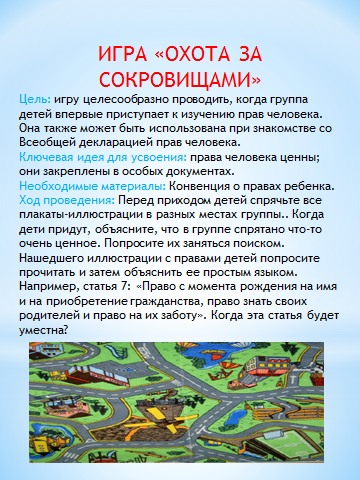 ИГРА «ОХОТА ЗА
СОКРОВИЩАМИ»
Цель: игру целесообразно проводить, когда группа
детей впервые приступает к изучению прав человека.
Она также может быть использована при знакомстве со
Всеобщей декларацией прав человека.
Ключевая идея для усвоения: права человека ценны;
они закреплены в особых документах.
Необходимые материалы: Конвенция о правах ребенка.
Ход проведения: Перед приходом детей спрячьте все
плакаты-иллюстрации в разных местах группы.. Когда
дети придут, объясните, что в группе спрятано что-то
очень ценное. Попросите их заняться поиском.
Нашедшего иллюстрации с правами детей попросите
прочитать и затем объяснить ее простым языком.
Например, статья 7: «Право с момента рождения на имя
и на приобретение гражданства, право знать своих
родителей и право на их заботу». Когда эта статья будет
уместна?